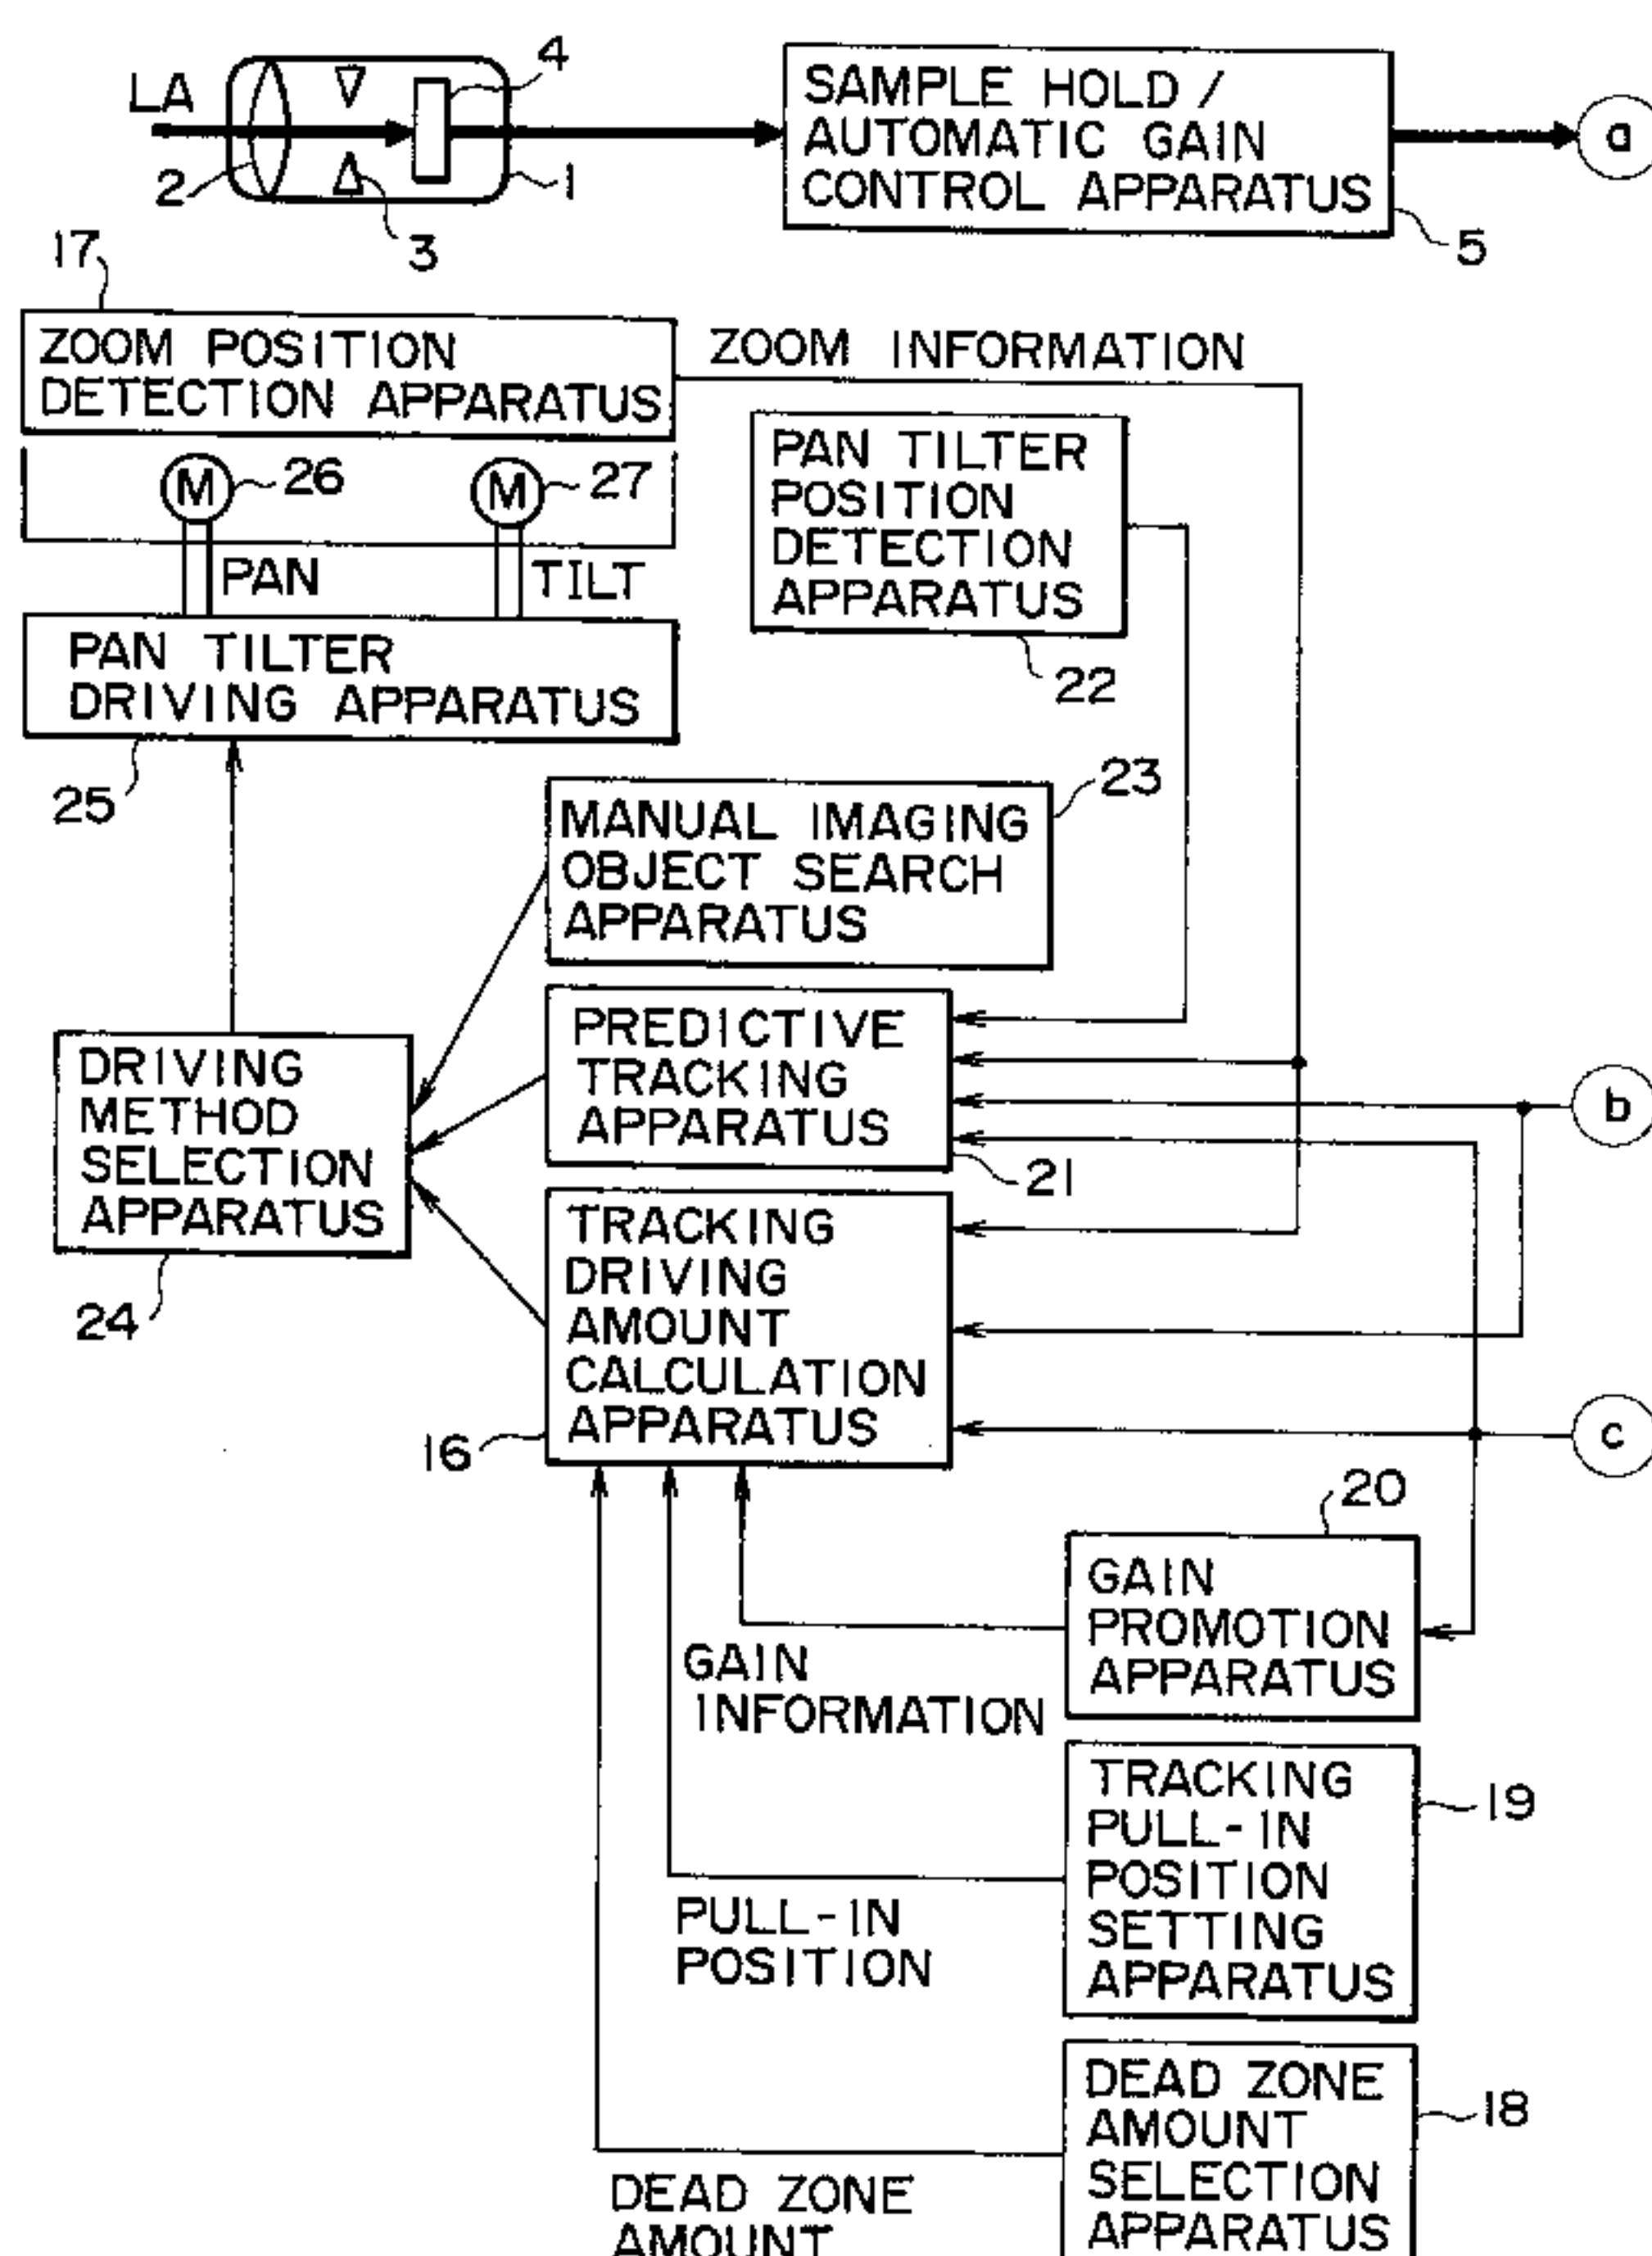 LA
2
3
4
1
SAMPLE HOLD /
AUTOMATIC GAIN
CONTROL APPARATUS
5
a
17
ZOOM POSITION
DETECTION APPARATUS
ZOOM INFORMATION
M
26
M
27
PAN
TILT
PAN TILTER
POSITION
DETECTION
APPARATUS
22
PAN TILTER
DRIVING APPARATUS
25
MANUAL IMAGING
OBJECT SEARCH
APPARATUS
23
PREDICTIVE
TRACKING
APPARATUS
21
DRIVING
METHOD
SELECTION
APPARATUS
24
b
TRACKING
DRIVING
AMOUNT
CALCULATION
APPARATUS
16
c
20
GAIN
PROMOTION
APPARATUS
GAIN
INFORMATION
TRACKING
PULL-IN
POSITION
SETTING
APPARATUS
19
PULL-IN
POSITION
DEAD ZONE
AMOUNT
SELECTION
APPARATUS
18
DEAD ZONE
AMOUNT